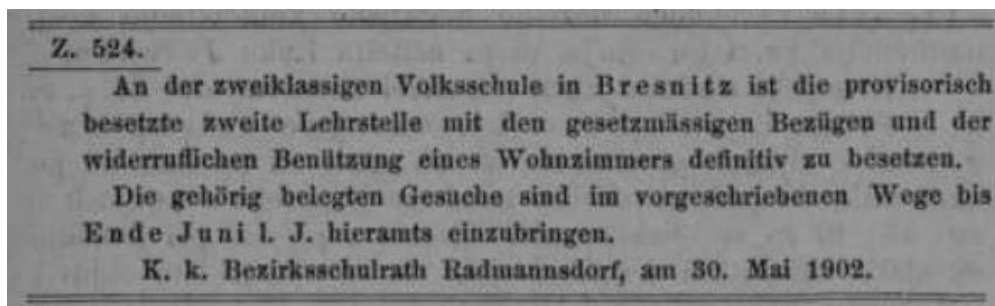 Z. 524.
An der zweiklassigen Volksschule in Bresnitz ist die provisorisch
besetzte zweite Lehrstelle mit den gesetzmässigen Bezügen und der
widerruflichen Benützung eines Wohnzimmers definitiv zu besetzen.
Die gehörig belegten Gesuche sind im vorgeschriebenen Wege bis
Ende Juni l. J. hieramts einzubringen.
K. k. Bezirksschulrath Radmannsdorf, am 30. Mai 1902.